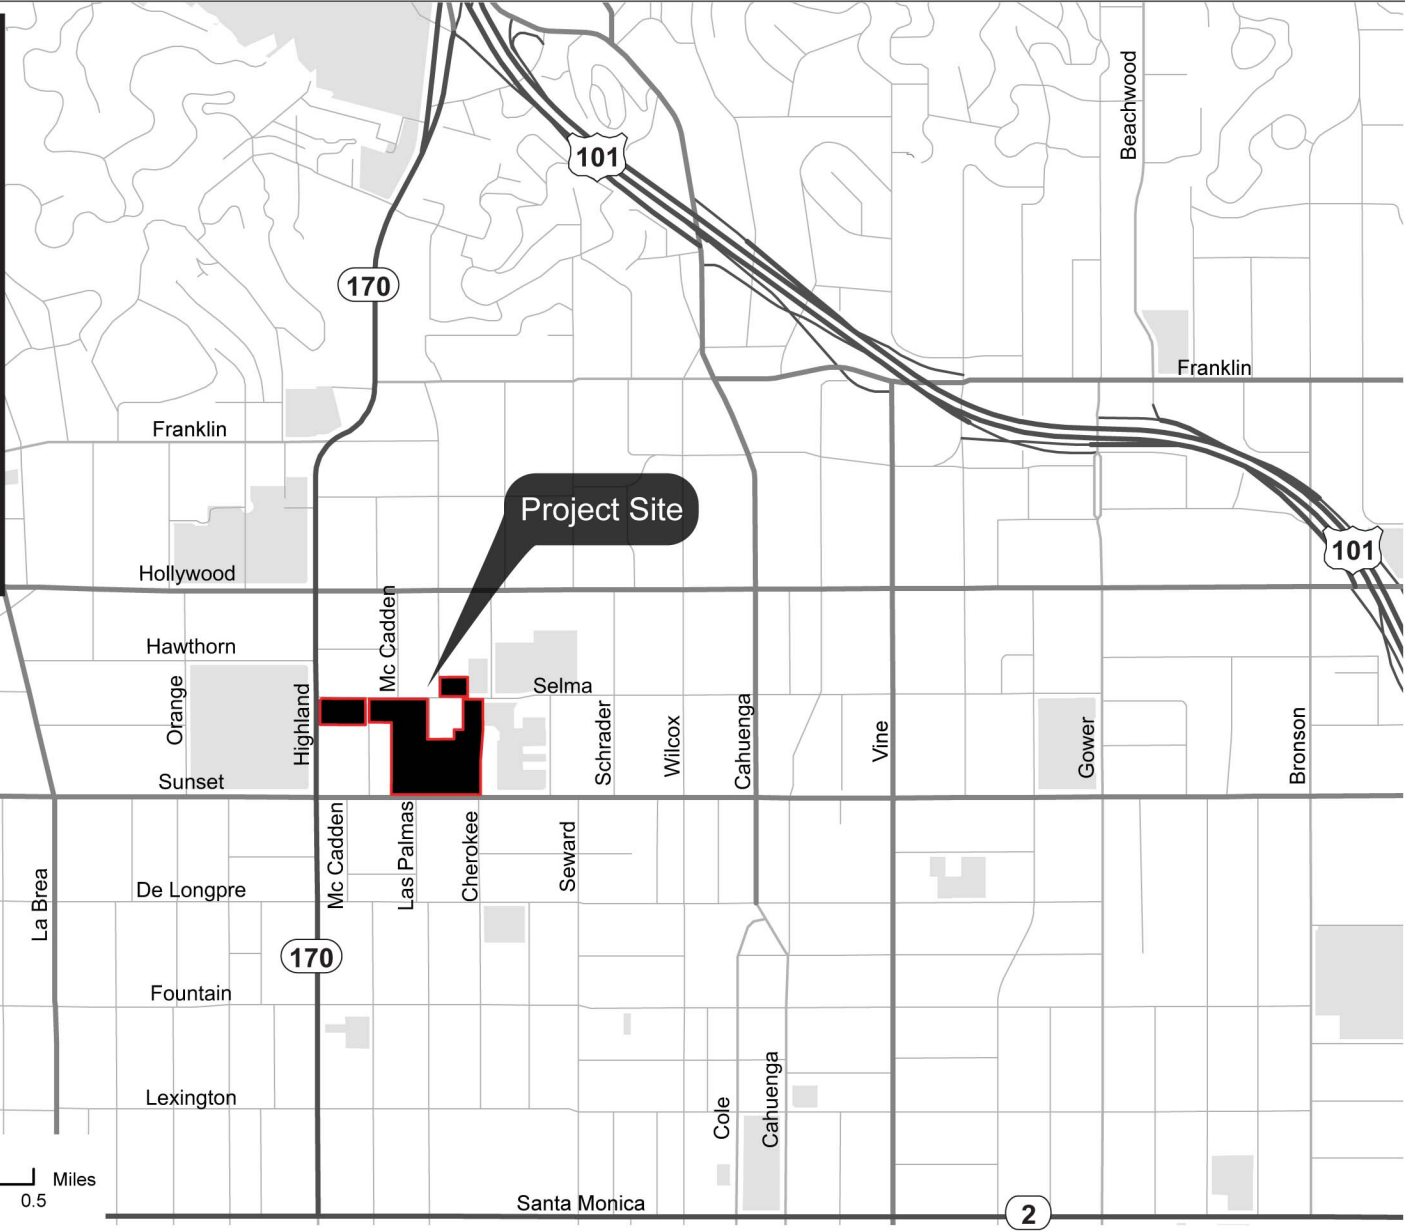 Beachwood
101
170
Franklin
Franklin
Project Site
101
Hollywood
Mc Cadden
Hawthorn
Selma
Orange
Highland
Schrader
Wilcox
Cahuenga
Vine
Gower
Bronson
Sunset
Mc Cadden
Las Palmas
Cherokee
Seward
La Brea
De Longpre
170
Fountain
Lexington
Cole
Cahuenga
Miles
0.5
Santa Monica
2